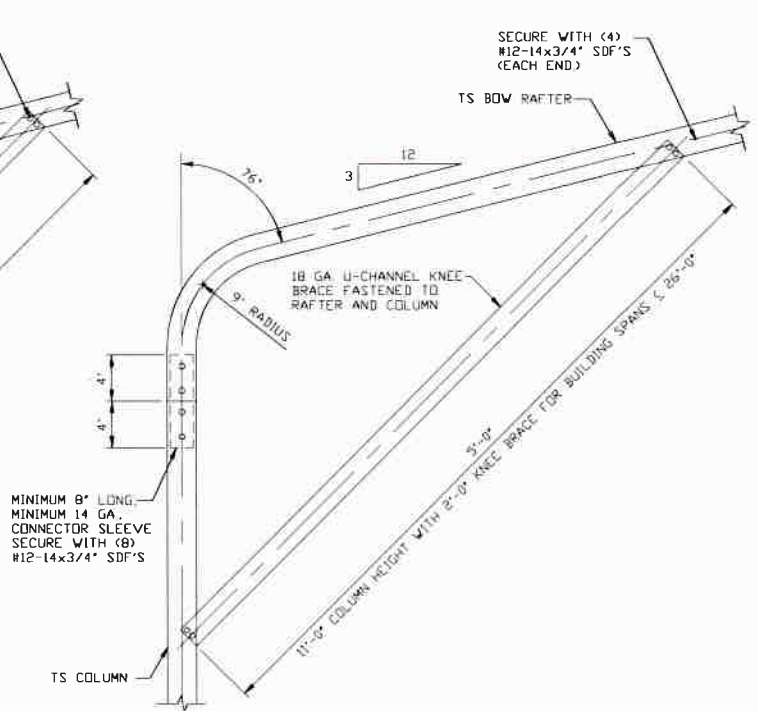 SECURE WITH (4)
#12-14x3/4" SDF'S
(EACH END)
TS BOW RAFTER
12
3
76°
18 GA. U-CHANNEL KNEE
BRACE FASTENED TO
RAFTER AND COLUMN
9" RADIUS
4"
4"
5'-0"
11'-0" COLUMN HEIGHT WITH 2'-0" KNEE BRACE FOR BUILDING SPANS ≤ 26'-0"
MINIMUM 8" LONG,
MINIMUM 14 GA.,
CONNECTOR SLEEVE
SECURE WITH (8)
#12-14x3/4" SDF'S
TS COLUMN